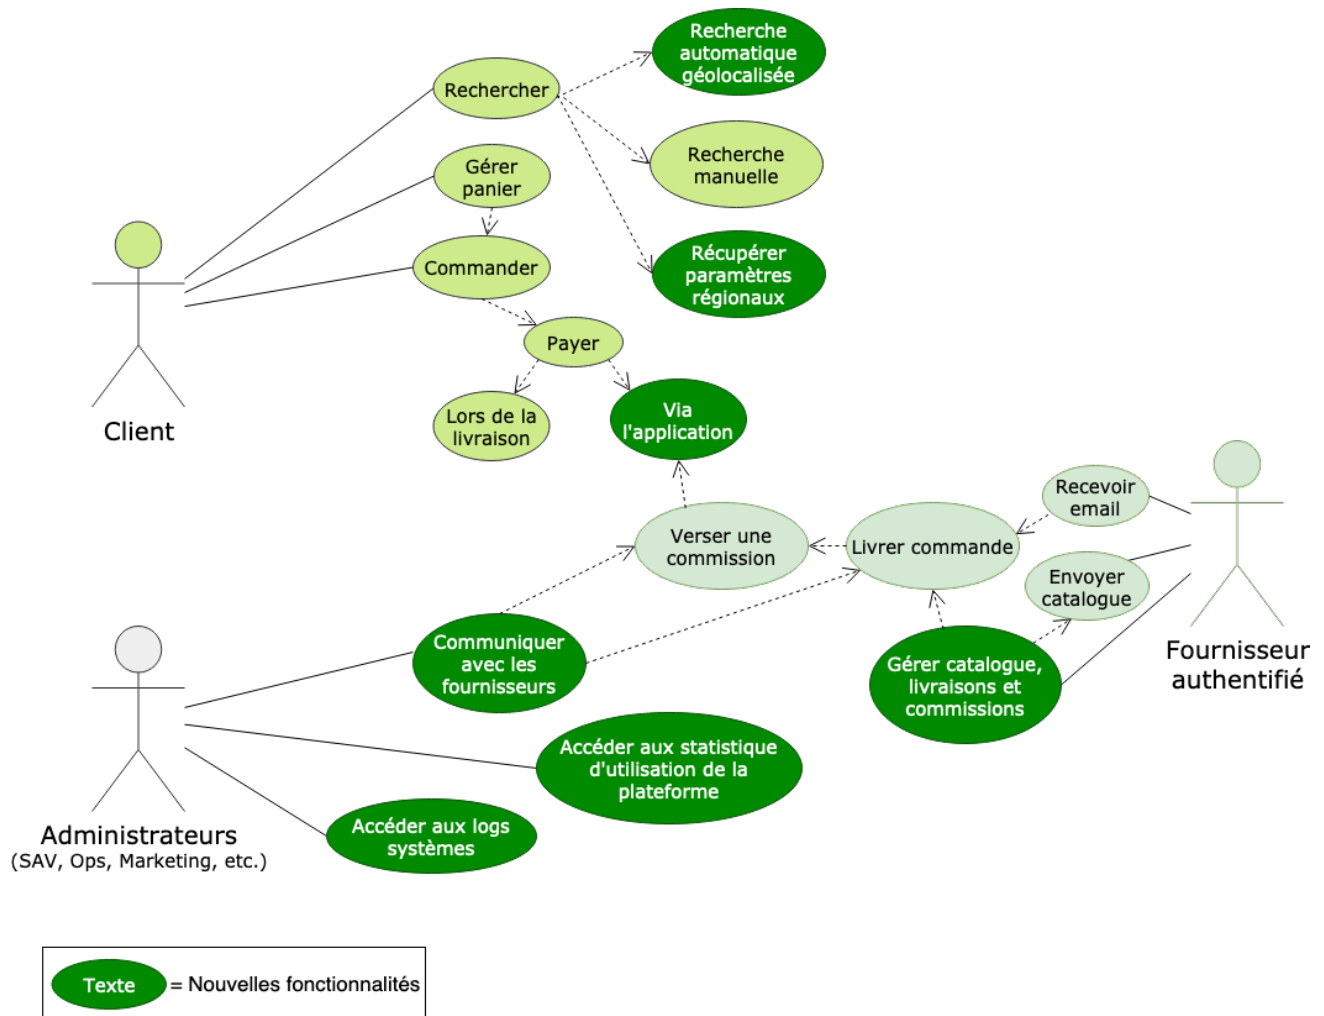 Recherche
automatique
géolocalisée
Rechercher
Recherche
manuelle
Gérer
panier
Commander
Récupérer
paramètres
régionaux
Payer
Lors de la
livraison
Via
l'application
Client
Recevoir
email
Verser une
commission
Livrer commande
Envoyer
catalogue
Communiquer
avec les
fournisseurs
Gérer catalogue,
livraisons et
commissions
Fournisseur
authentifié
Accéder aux statistique
d'utilisation de la
plateforme
Accéder aux logs
systèmes
Administrateurs
(SAV, Ops, Marketing, etc.)
Texte = Nouvelles fonctionnalités